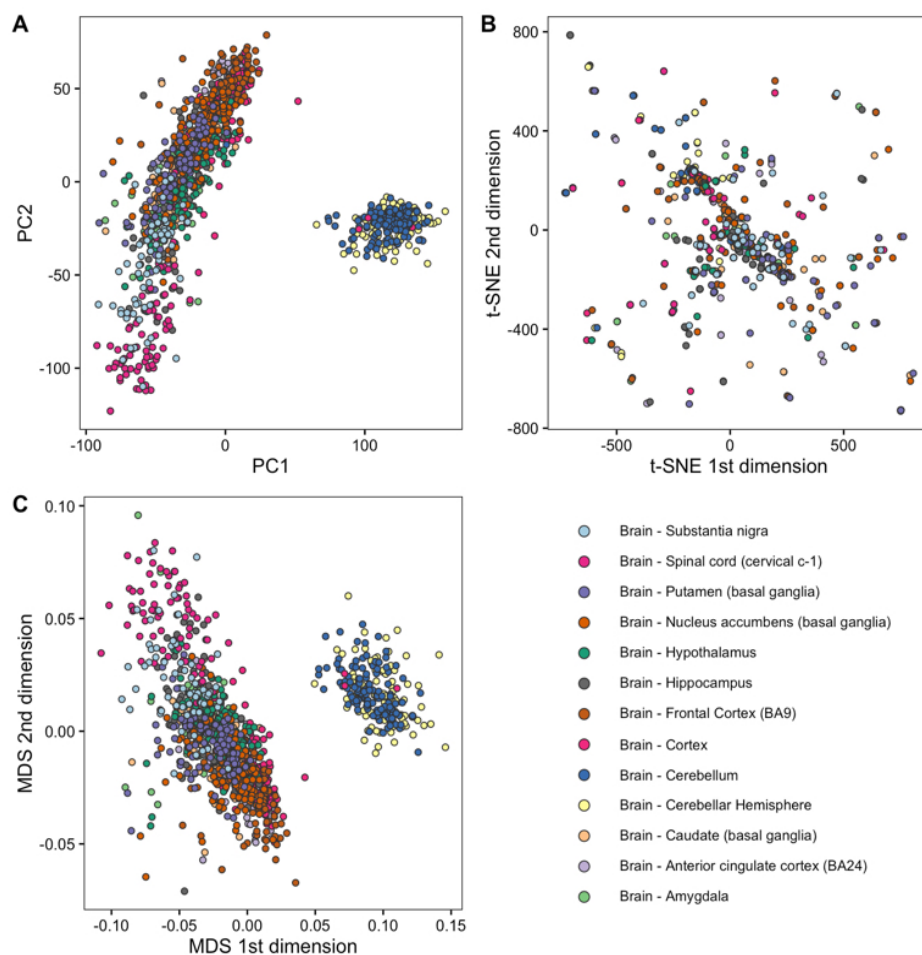 A
B
50
0
-50
-100
PC2
-100
0
100
PC1
800
400
0
-400
-800
t-SNE 2nd dimension
-500
0
500
t-SNE 1st dimension
C
0.10
0.05
0.00
-0.05
MDS 2nd dimension
-0.10
-0.05
0.00
0.05
0.10
0.15
MDS 1st dimension
Brain - Substantia nigra
Brain - Spinal cord (cervical c-1)
Brain - Putamen (basal ganglia)
Brain - Nucleus accumbens (basal ganglia)
Brain - Hypothalamus
Brain - Hippocampus
Brain - Frontal Cortex (BA9)
Brain - Cortex
Brain - Cerebellum
Brain - Cerebellar Hemisphere
Brain - Caudate (basal ganglia)
Brain - Anterior cingulate cortex (BA24)
Brain - Amygdala